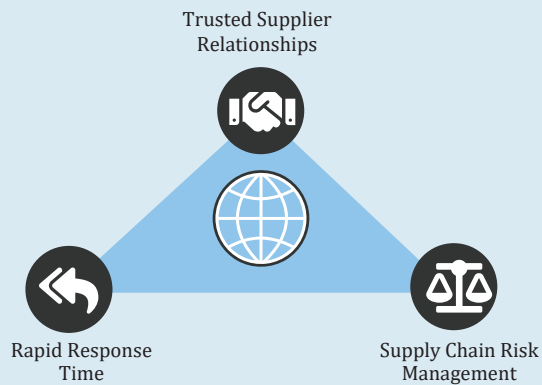 Trusted Supplier
Relationships
Rapid Response
Time
Supply Chain Risk
Management